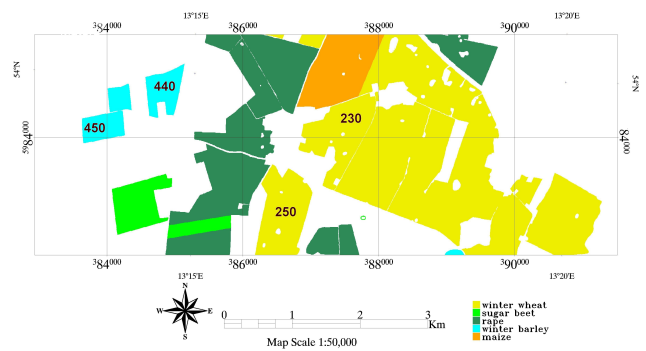 13°15'E 13°20'E
384000 386000 388000 390000
54°N 54°N
440
230
450
5984000 84000
250
384000 386000 388000 390000
13°15'E 13°20'E
N
W E
S
0 1 2 3
Km
Map Scale 1:50,000
winter wheat
sugar beet
rape
winter barley
maize